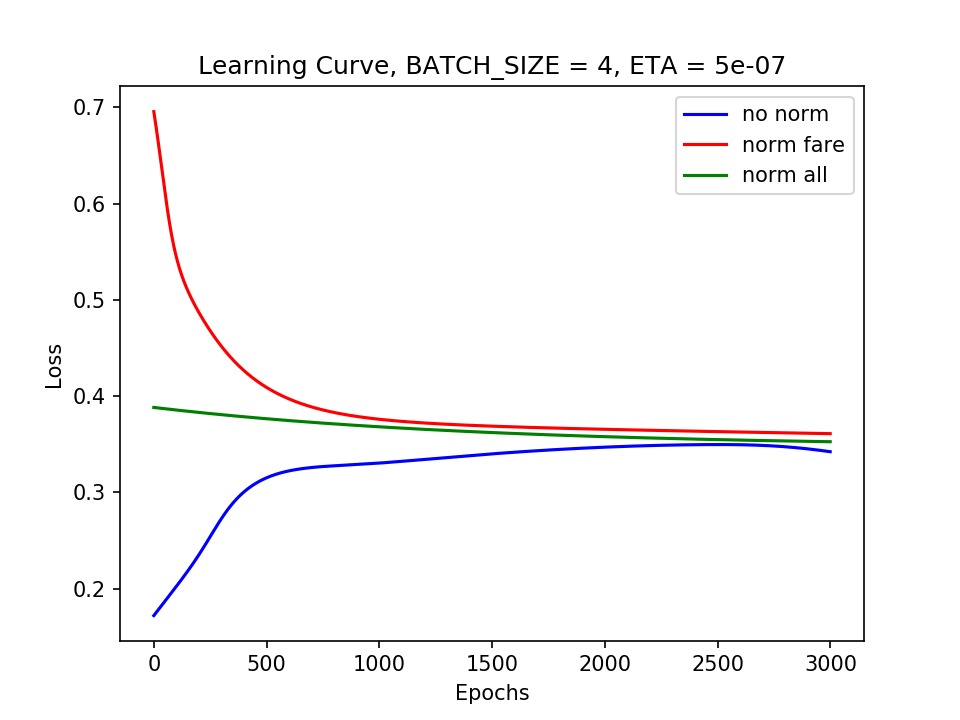 Learning Curve, BATCH_SIZE = 4, ETA = 5e-07
no norm
norm fare
norm all
0.7
0.6
0.5
0.4
0.3
0.2
Loss
0
500
1000
1500
2000
2500
3000
Epochs